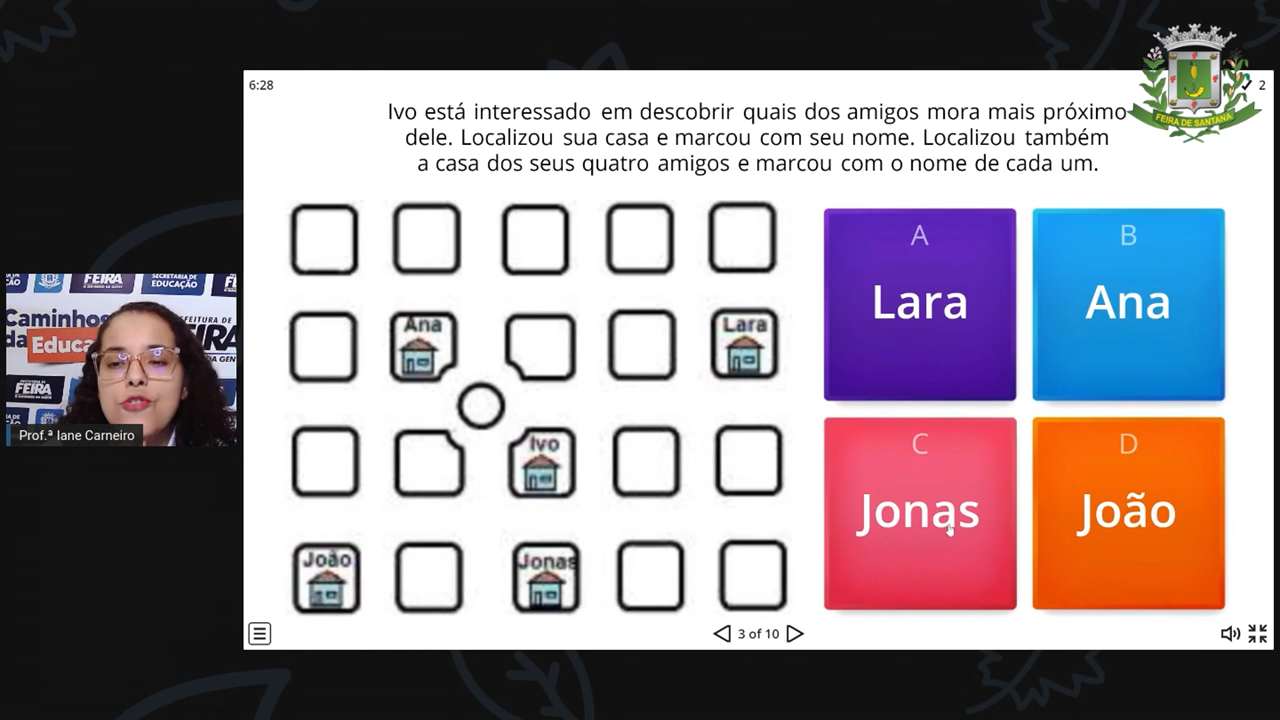 6:28
2
FEIRA DE SANTANA
Ivo está interessado em descobrir quais dos amigos mora mais próximo
dele. Localizou sua casa e marcou com seu nome. Localizou também
a casa dos seus quatro amigos e marcou com o nome de cada um.
Ana
Lara
Ivo
João
Jonas
A
Lara
B
Ana
C
Jonas
D
João
3 of 10
FEIRA
SECRETARIA DE
EDUCAÇÃO
Caminhos
da Educa
FEIRA
Prof.ª Iane Carneiro